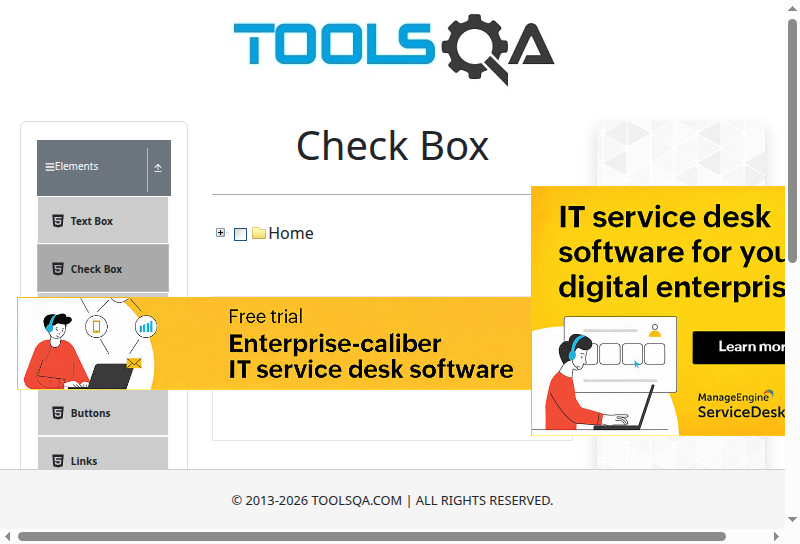 TOOLSQA
Check Box
Elements
Text Box
Check Box
Home
IT service desk
software for you
digital enterpris
Learn mor
ManageEngine
ServiceDesk
Free trial
Enterprise-caliber
IT service desk software
Buttons
Links
© 2013-2026 TOOLSQA.COM | ALL RIGHTS RESERVED.